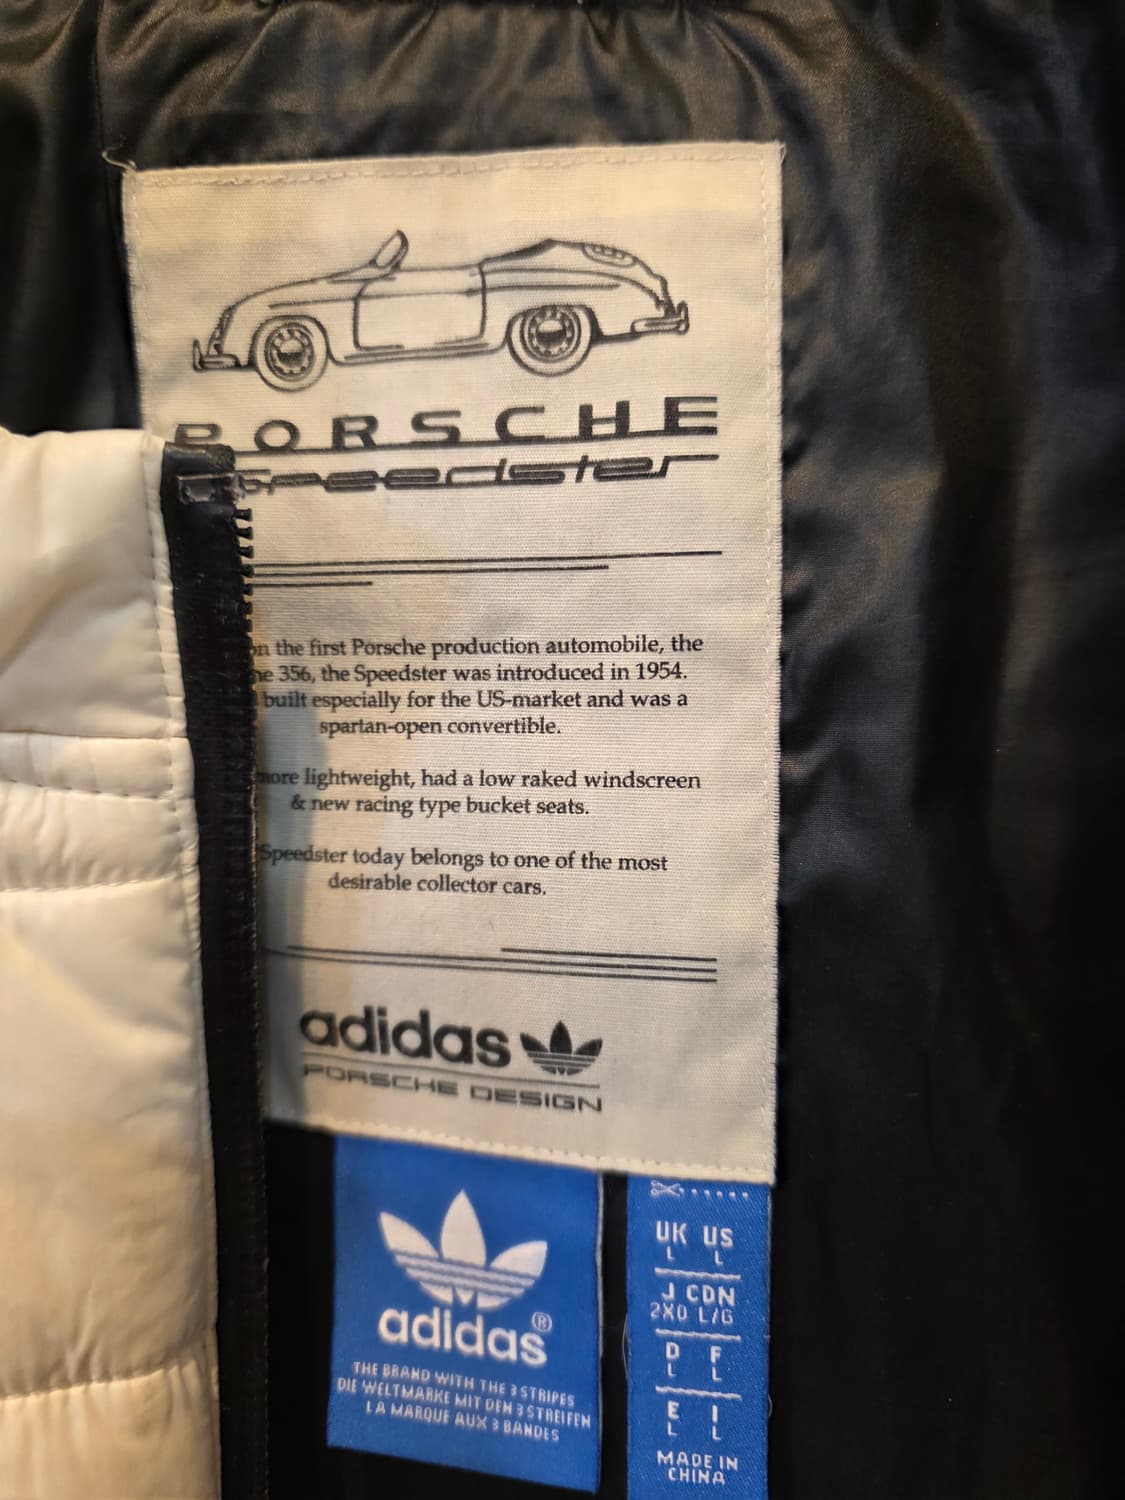 PORSCHE
Speedster
on the first Porsche production automobile, the
356, the Speedster was introduced in 1954.
built especially for the US-market and was a
spartan-open convertible.
more lightweight, had a low raked windscreen
& new racing type bucket seats.
Speedster today belongs to one of the most
desirable collector cars.
adidas
PORSCHE DESIGN
adidas®
THE BRAND WITH THE 3 STRIPES
DIE WELTMARKE MIT DEN 3 STREIFEN
LA MARQUE AUX 3 BANDES
UK US
L L
J CDN
2XO L/G
D F
L L
E I
L L
MADE IN
CHINA